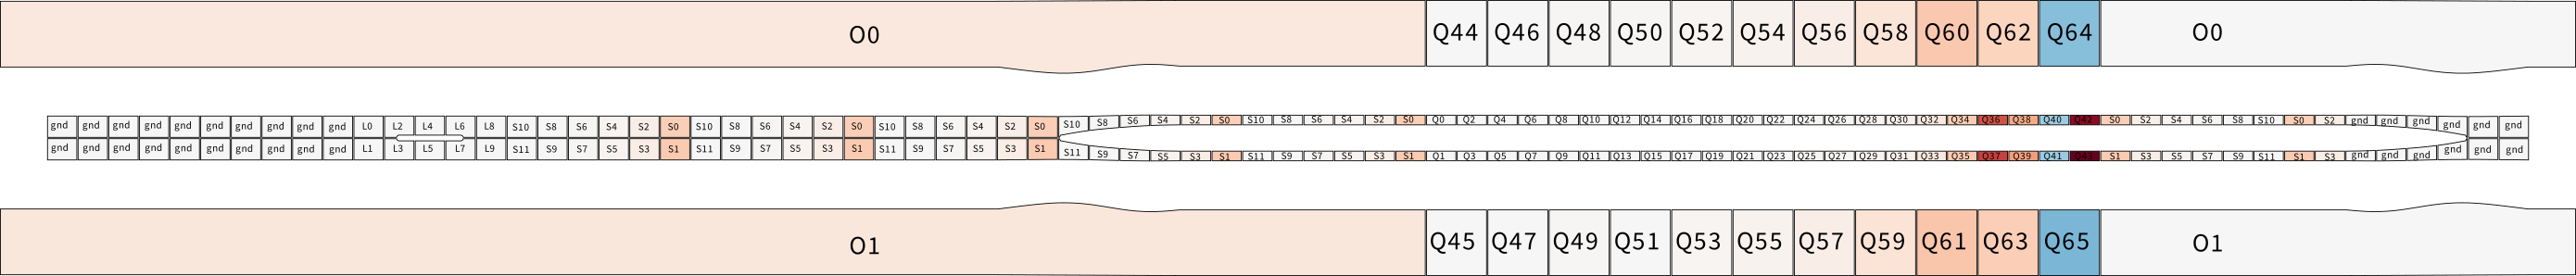 O0 Q44 Q46 Q48 Q50 Q52 Q54 Q56 Q58 Q60 Q62 Q64 O0
gnd gnd gnd gnd gnd gnd gnd gnd gnd gnd L0 L2 L4 L6 L8 S10 S8 S6 S4 S2 S0 S10 S8 S6 S4 S2 S0 S10 S8 S6 S4 S2 S0 S10 S8 S6 S4 S2 S0 S10 S8 S6 S4 S2 S0 Q0 Q2 Q4 Q6 Q8 Q10 Q12 Q14 Q16 Q18 Q20 Q22 Q24 Q26 Q28 Q30 Q32 Q34 Q36 Q38 Q40 Q42 S0 S2 S4 S6 S8 S10 S0 S2 gnd gnd gnd gnd gnd gnd
gnd gnd gnd gnd gnd gnd gnd gnd gnd gnd L1 L3 L5 L7 L9 S11 S9 S7 S5 S3 S1 S11 S9 S7 S5 S3 S1 S11 S9 S7 S5 S3 S1 S11 S9 S7 S5 S3 S1 S11 S9 S7 S5 S3 S1 Q1 Q3 Q5 Q7 Q9 Q11 Q13 Q15 Q17 Q19 Q21 Q23 Q25 Q27 Q29 Q31 Q33 Q35 Q37 Q39 Q41 Q43 S1 S3 S5 S7 S9 S11 S1 S3 gnd gnd gnd gnd gnd gnd
O1 Q45 Q47 Q49 Q51 Q53 Q55 Q57 Q59 Q61 Q63 Q65 O1